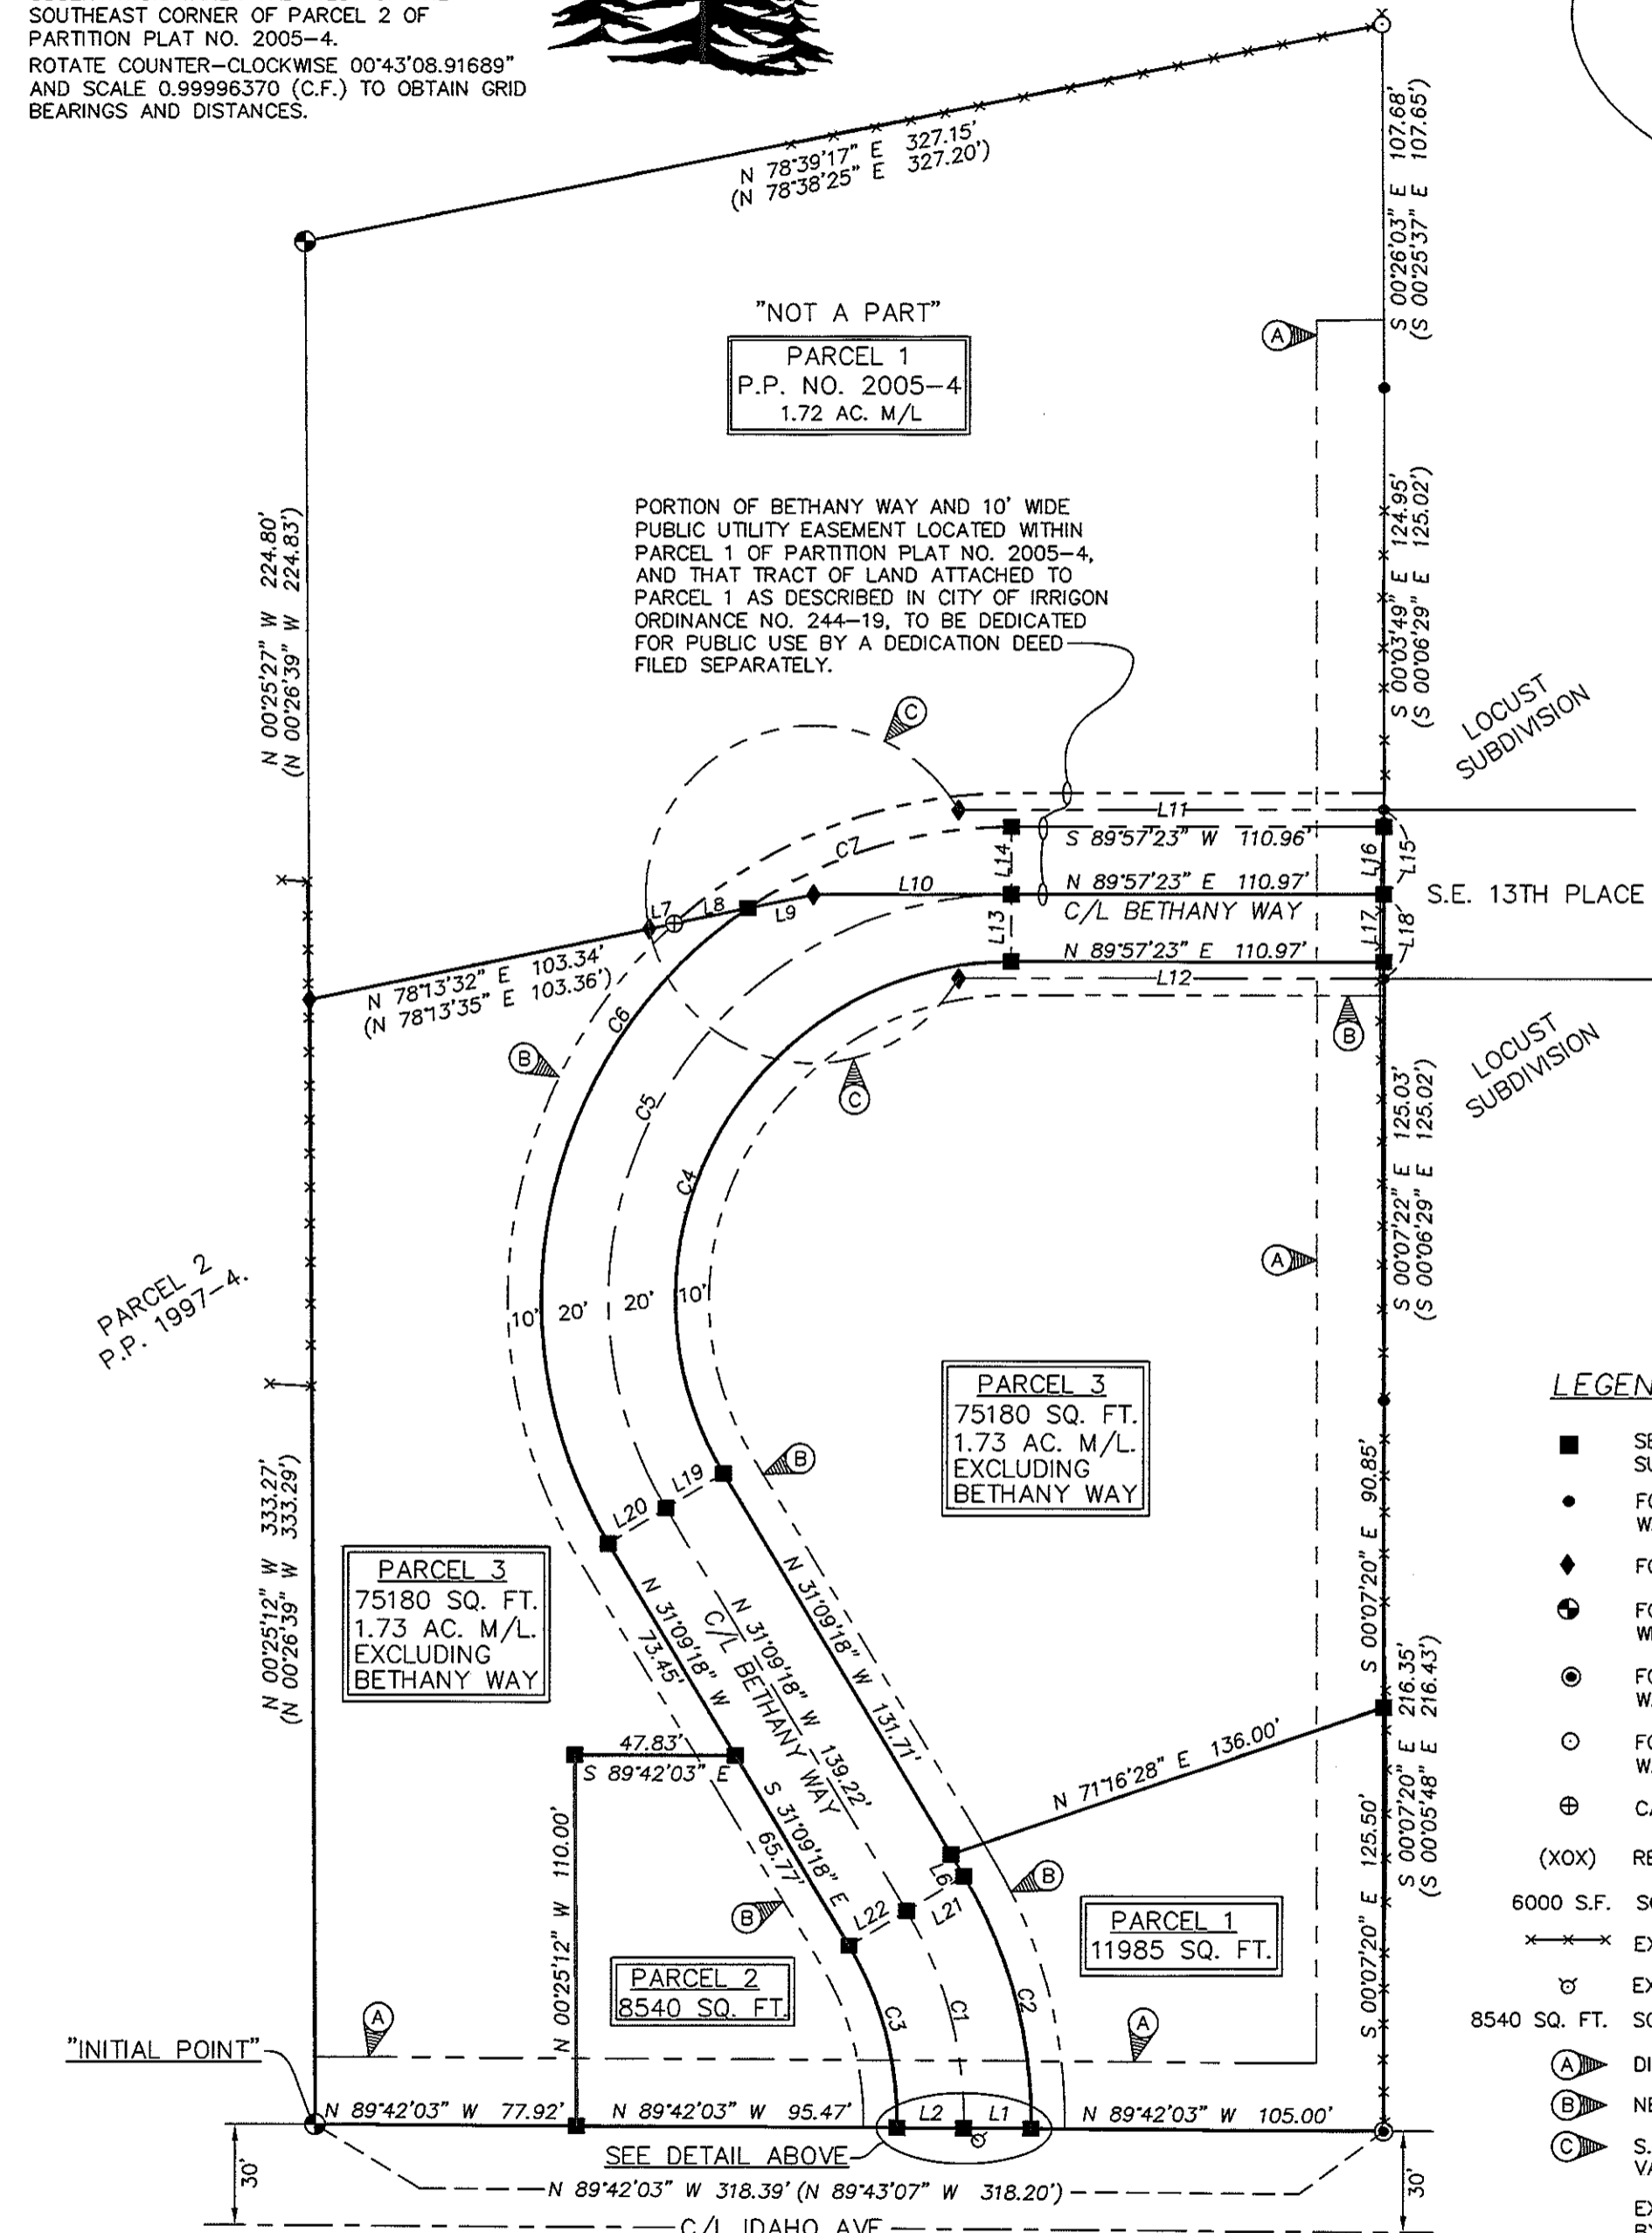 SOUTHEAST CORNER OF PARCEL 2 OF
PARTITION PLAT NO. 2005-4.
ROTATE COUNTER-CLOCKWISE 00°43'08.91689"
AND SCALE 0.99996370 (C.F.) TO OBTAIN GRID
BEARINGS AND DISTANCES.
N 78°39'17" E 327.15'
(N 78°38'25" E 327.20')
S 00°26'03" E 107.68'
(S 00°25'37" E 107.65')
"NOT A PART"
PARCEL 1
P.P. NO. 2005-4
1.72 AC. M/L
A
N 00°25'27" W 224.80'
(N 00°26'39" W 224.83')
PORTION OF BETHANY WAY AND 10' WIDE
PUBLIC UTILITY EASEMENT LOCATED WITHIN
PARCEL 1 OF PARTITION PLAT NO. 2005-4,
AND THAT TRACT OF LAND ATTACHED TO
PARCEL 1 AS DESCRIBED IN CITY OF IRRIGON
ORDINANCE NO. 244-19, TO BE DEDICATED
FOR PUBLIC USE BY A DEDICATION DEED
FILED SEPARATELY.
S 00°03'49" E 124.95'
(S 00°06'29" E 125.02')
LOCUST
SUBDIVISION
C
L11
S 89°57'23" W 110.96'
C7
L14
L16
L15
L10
N 89°57'23" E 110.97'
C/L BETHANY WAY
S.E. 13TH PLACE
L7
L8
L9
L13
L17
L18
N 89°57'23" E 110.97'
L12
N 78°13'32" E 103.34'
(N 78°13'35" E 103.36')
C6
B
B
C
C5
C4
LOCUST
SUBDIVISION
S 00°07'22" E 125.03'
(S 00°06'29" E 125.02')
A
PARCEL 2
P.P. 1997-4.
10'
20'
20'
10'
PARCEL 3
75180 SQ. FT.
1.73 AC. M/L.
EXCLUDING
BETHANY WAY
B
L19
L20
N 00°25'12" W 333.27'
(N 00°26'39" W 333.29')
PARCEL 3
75180 SQ. FT.
1.73 AC. M/L.
EXCLUDING
BETHANY WAY
N 31°09'18" W
73.45'
N 31°09'18" W 139.22'
C/L BETHANY WAY
N 31°09'18" W 131.71'
S 00°07'20" E 90.85'
S 00°07'20" E 216.35'
(S 00°05'48" E 216.43')
47.83'
S 89°42'03" E
N 71°16'28" E 136.00'
S 31°09'18" E
65.77'
N 00°25'12" W 110.00'
L6
L21
L22
B
B
S 00°07'20" E 125.50'
PARCEL 1
11985 SQ. FT.
PARCEL 2
8540 SQ. FT.
C3
C1
C2
A
A
"INITIAL POINT"
N 89°42'03" W 77.92'
N 89°42'03" W 95.47'
L2
L1
N 89°42'03" W 105.00'
SEE DETAIL ABOVE
30'
N 89°42'03" W 318.39' (N 89°43'07" W 318.20')
30'
C/L IDAHO AVE
(XOX)
6000 S.F.
8540 SQ. FT.
A
B
C